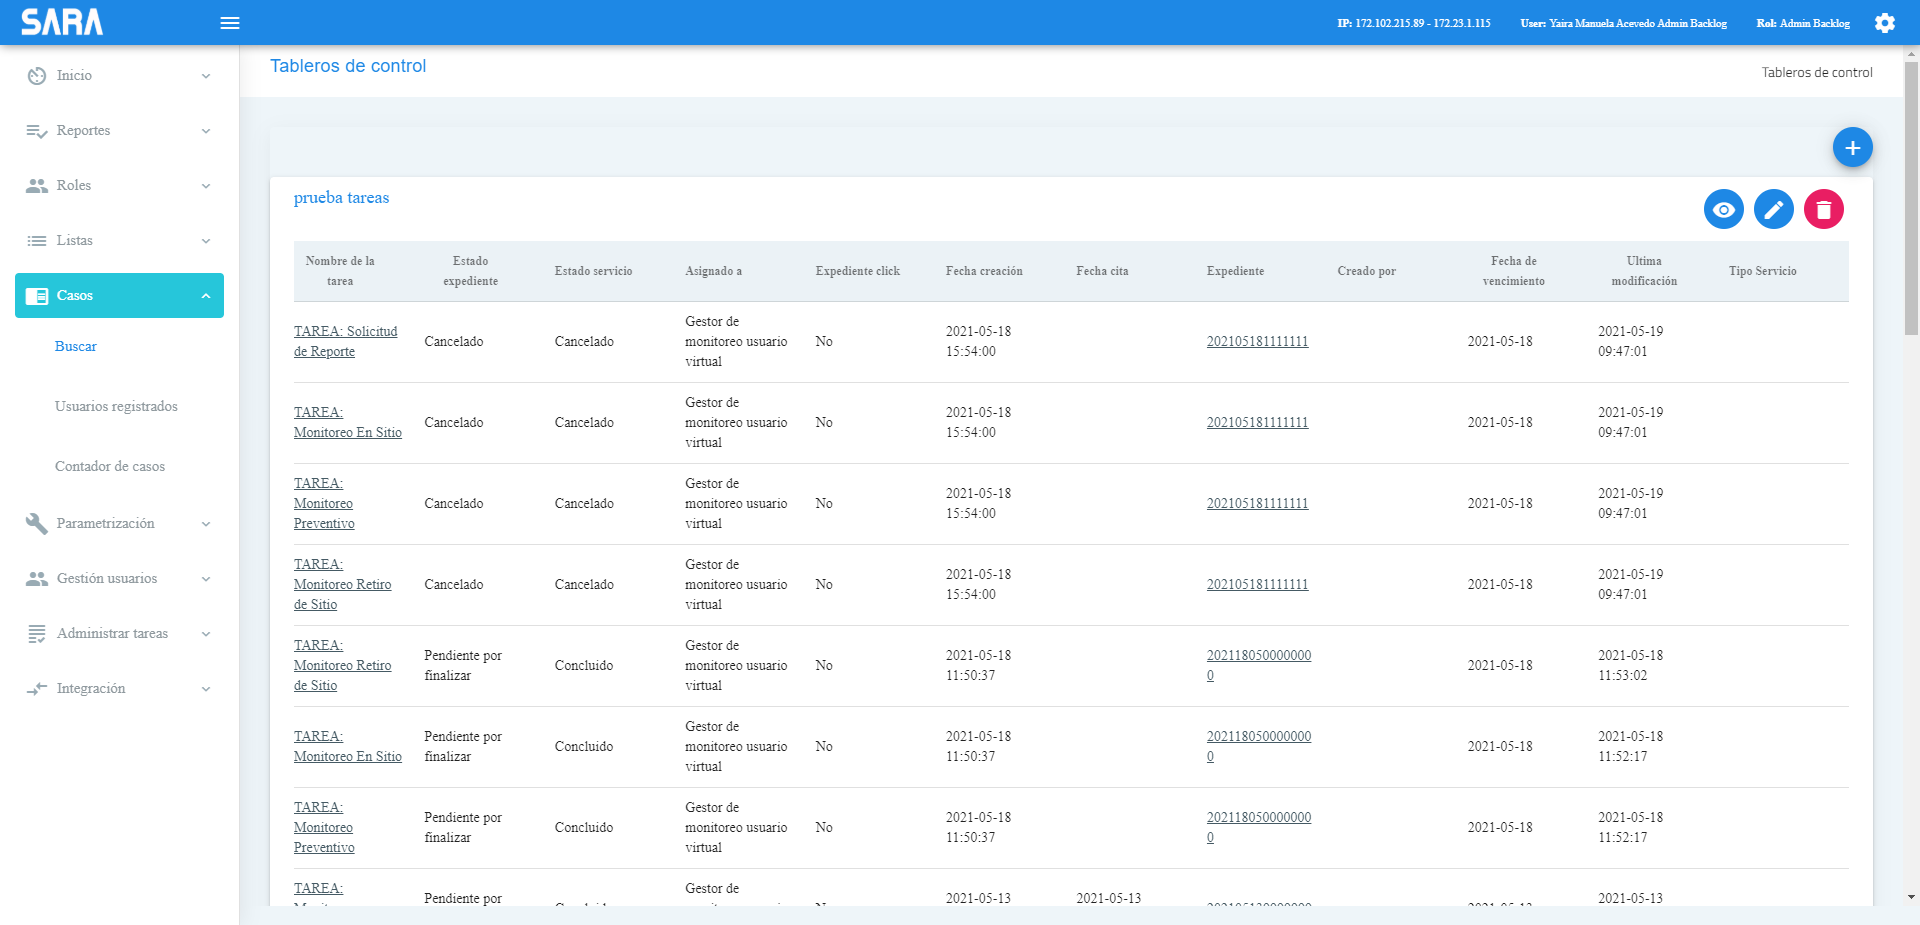 SARA
IP: 172.102.215.89 - 172.23.1.115
User: Yaira Manuela Acevedo Admin Backlog
Rol: Admin Backlog
Inicio
Reportes
Roles
Listas
Casos
Buscar
Usuarios registrados
Contador de casos
Parametrización
Gestión usuarios
Administrar tareas
Integración
Tableros de control
Tableros de control
prueba tareas
Nombre de la tarea Estado expediente Estado servicio Asignado a Expediente click Fecha creación Fecha cita Expediente Creado por Fecha de vencimiento Ultima modificación Tipo Servicio
TAREA: Solicitud de Reporte Cancelado Cancelado Gestor de monitoreo usuario virtual No 2021-05-18 15:54:00 202105181111111 2021-05-18 2021-05-19 09:47:01
TAREA: Monitoreo En Sitio Cancelado Cancelado Gestor de monitoreo usuario virtual No 2021-05-18 15:54:00 202105181111111 2021-05-18 2021-05-19 09:47:01
TAREA: Monitoreo Preventivo Cancelado Cancelado Gestor de monitoreo usuario virtual No 2021-05-18 15:54:00 202105181111111 2021-05-18 2021-05-19 09:47:01
TAREA: Monitoreo Retiro de Sitio Cancelado Cancelado Gestor de monitoreo usuario virtual No 2021-05-18 15:54:00 202105181111111 2021-05-18 2021-05-19 09:47:01
TAREA: Monitoreo Retiro de Sitio Pendiente por finalizar Concluido Gestor de monitoreo usuario virtual No 2021-05-18 11:50:37 2021180500000000 2021-05-18 2021-05-18 11:53:02
TAREA: Monitoreo En Sitio Pendiente por finalizar Concluido Gestor de monitoreo usuario virtual No 2021-05-18 11:50:37 2021180500000000 2021-05-18 2021-05-18 11:52:17
TAREA: Monitoreo Preventivo Pendiente por finalizar Concluido Gestor de monitoreo usuario virtual No 2021-05-18 11:50:37 2021180500000000 2021-05-18 2021-05-18 11:52:17
TAREA: Pendiente por Gestor de 2021-05-13 2021-05-13 2021-05-13